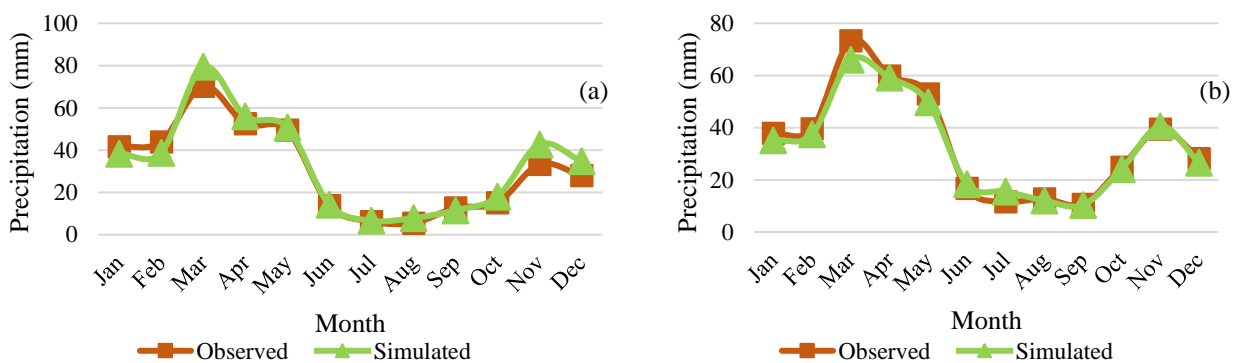 Precipitation (mm)
100
80
60
40
20
0
(a)
Jan Feb Mar Apr May Jun Jul Aug Sep Oct Nov Dec
Month
Observed Simulated
Precipitation (mm)
80
60
40
20
0
(b)
Jan Feb Mar Apr May Jun Jul Aug Sep Oct Nov Dec
Month
Observed Simulated